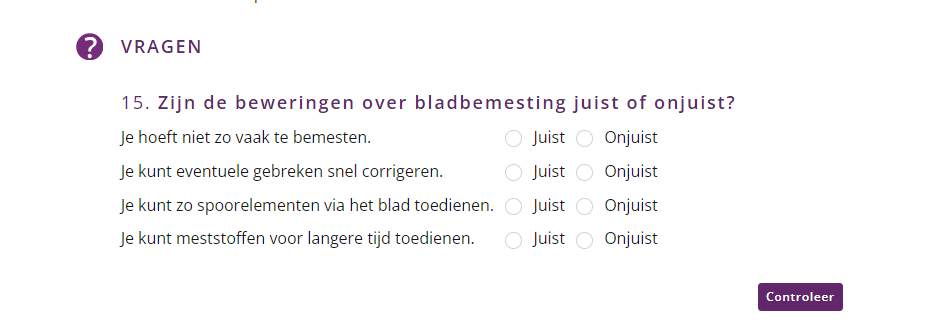 ? VRAGEN
15. Zijn de beweringen over bladbemesting juist of onjuist?
Je hoeft niet zo vaak te bemesten. Juist Onjuist
Je kunt eventuele gebreken snel corrigeren. Juist Onjuist
Je kunt zo spoorelementen via het blad toedienen. Juist Onjuist
Je kunt meststoffen voor langere tijd toedienen. Juist Onjuist
Controleer